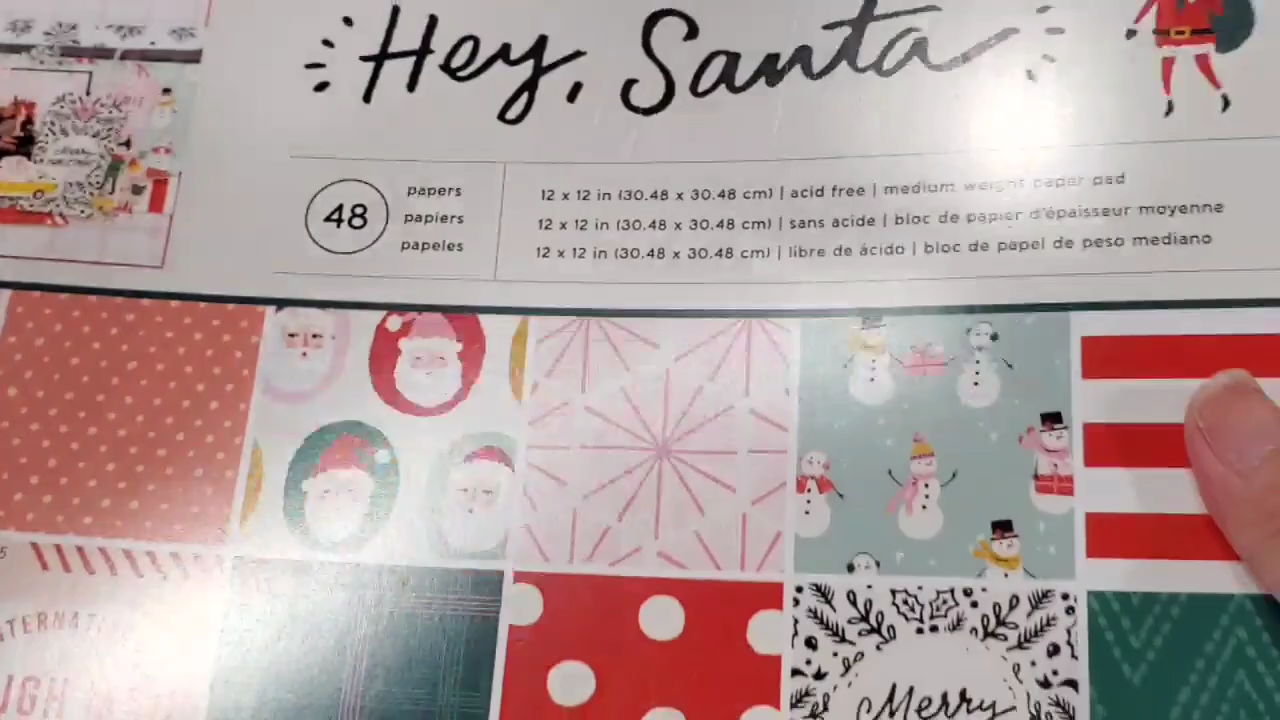 Hey, Santa
48
papers
papiers
papeles
12 x 12 in (30.48 x 30.48 cm) | acid free | medium weight paper pad
12 x 12 in (30.48 x 30.48 cm) | sans acide | bloc de papier d'épaisseur moyenne
12 x 12 in (30.48 x 30.48 cm) | libre de ácido | bloc de papel de peso mediano
Merry